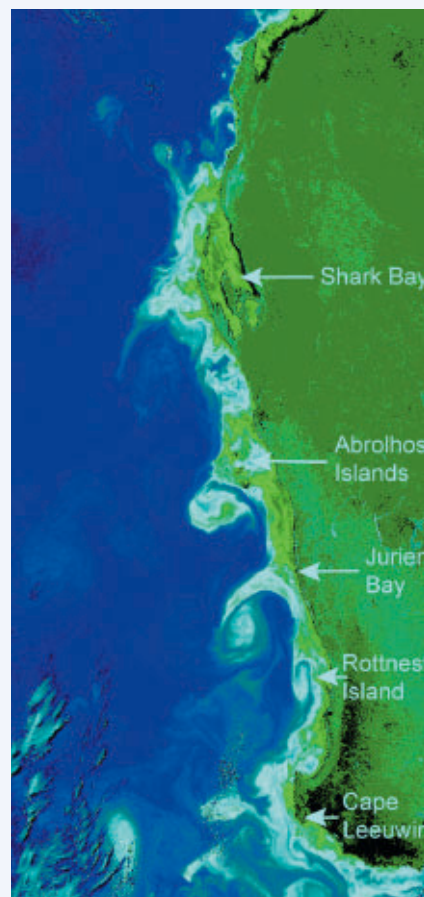 Shark Bay
Abrolhos
Islands
Jurien
Bay
Rottnest
Island
Cape
Leeuwin